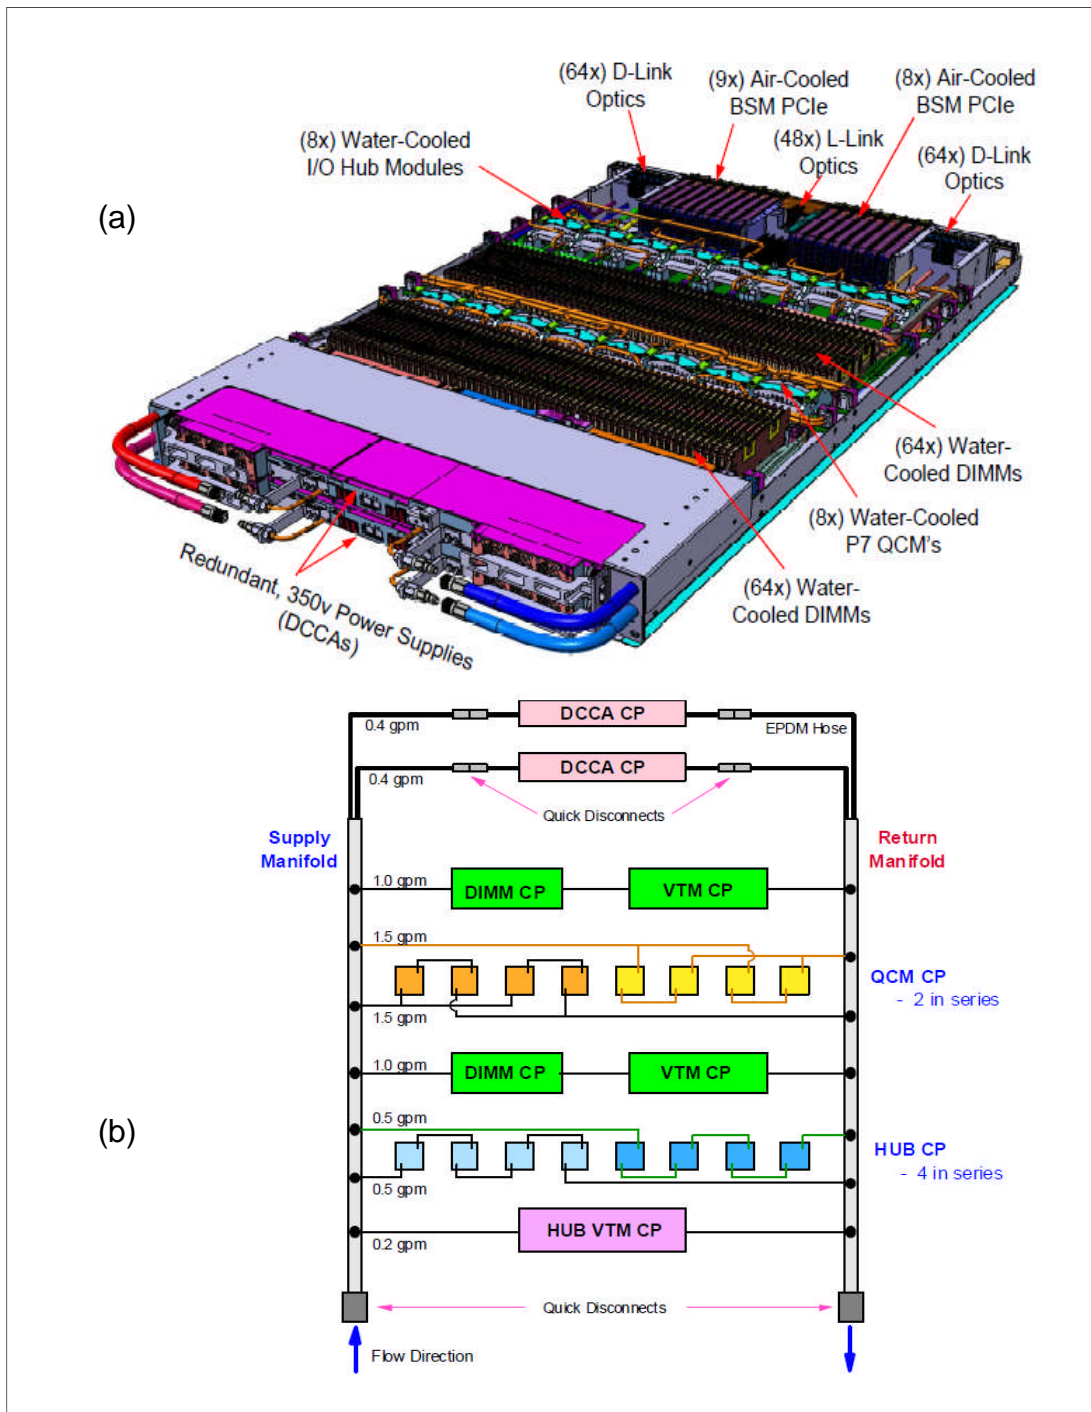 (64x) D-Link
Optics
(9x) Air-Cooled
BSM PCIe
(8x) Air-Cooled
BSM PCIe
(8x) Water-Cooled
I/O Hub Modules
(48x) L-Link
Optics
(64x) D-Link
Optics
(a)
(64x) Water-
Cooled DIMMs
(8x) Water-Cooled
P7 QCM's
(64x) Water-
Cooled DIMMs
Redundant, 350v Power Supplies
(DCCAs)
DCCA CP
0.4 gpm
EPDM Hose
DCCA CP
0.4 gpm
Quick Disconnects
Supply
Manifold
Return
Manifold
1.0 gpm
DIMM CP
VTM CP
1.5 gpm
QCM CP
- 2 in series
1.5 gpm
1.0 gpm
DIMM CP
VTM CP
(b)
0.5 gpm
HUB CP
- 4 in series
0.5 gpm
HUB VTM CP
0.2 gpm
Quick Disconnects
Flow Direction